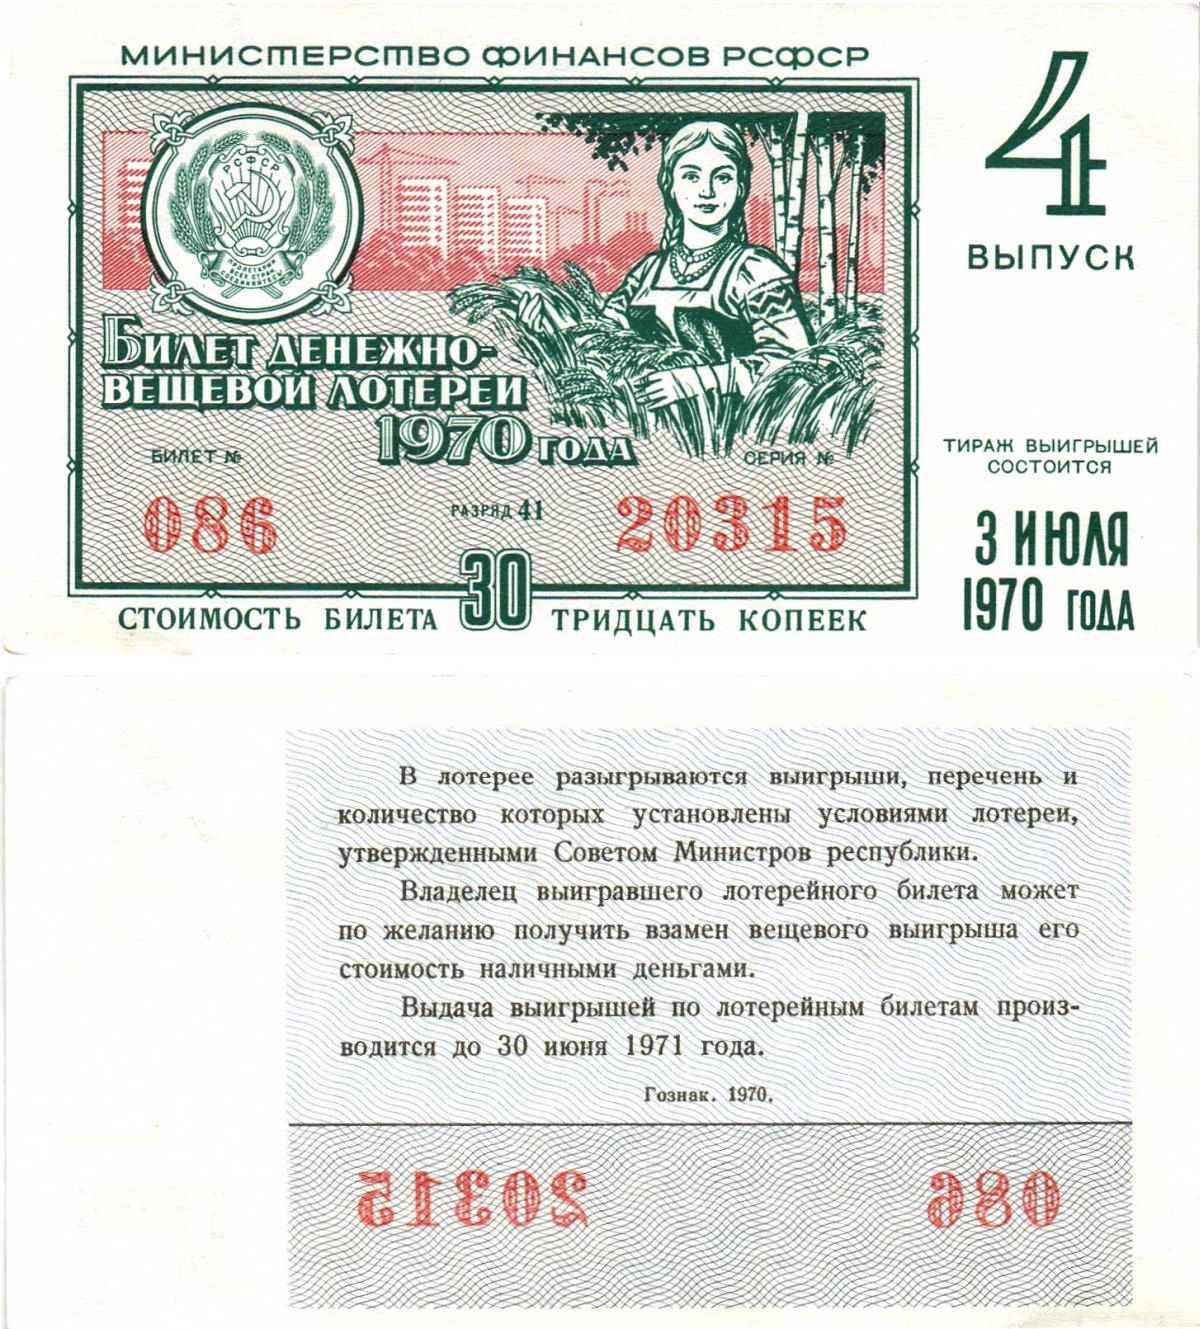 МИНИСТЕРСТВО ФИНАНСОВ РСФСР
4
ВЫПУСК
РСФСР
ПРОЛЕТАРИИ
ВСЕХ СТРАН
СОЕДИНЯЙТЕСЬ!
БИЛЕТ ДЕНЕЖНО-
ВЕЩЕВОЙ ЛОТЕРЕИ
1970 ГОДА
БИЛЕТ № СЕРИЯ №
086 РАЗРЯД 41 20315
СТОИМОСТЬ БИЛЕТА 30 ТРИДЦАТЬ КОПЕЕК
ТИРАЖ ВЫИГРЫШЕЙ
СОСТОИТСЯ
3 ИЮЛЯ
1970 ГОДА
В лотерее разыгрываются выигрыши, перечень и
количество которых установлены условиями лотереи,
утвержденными Советом Министров республики.
Владелец выигравшего лотерейного билета может
по желанию получить взамен вещевого выигрыша его
стоимость наличными деньгами.
Выдача выигрышей по лотерейным билетам произ-
водится до 30 июня 1971 года.
Гознак. 1970.
20315 086